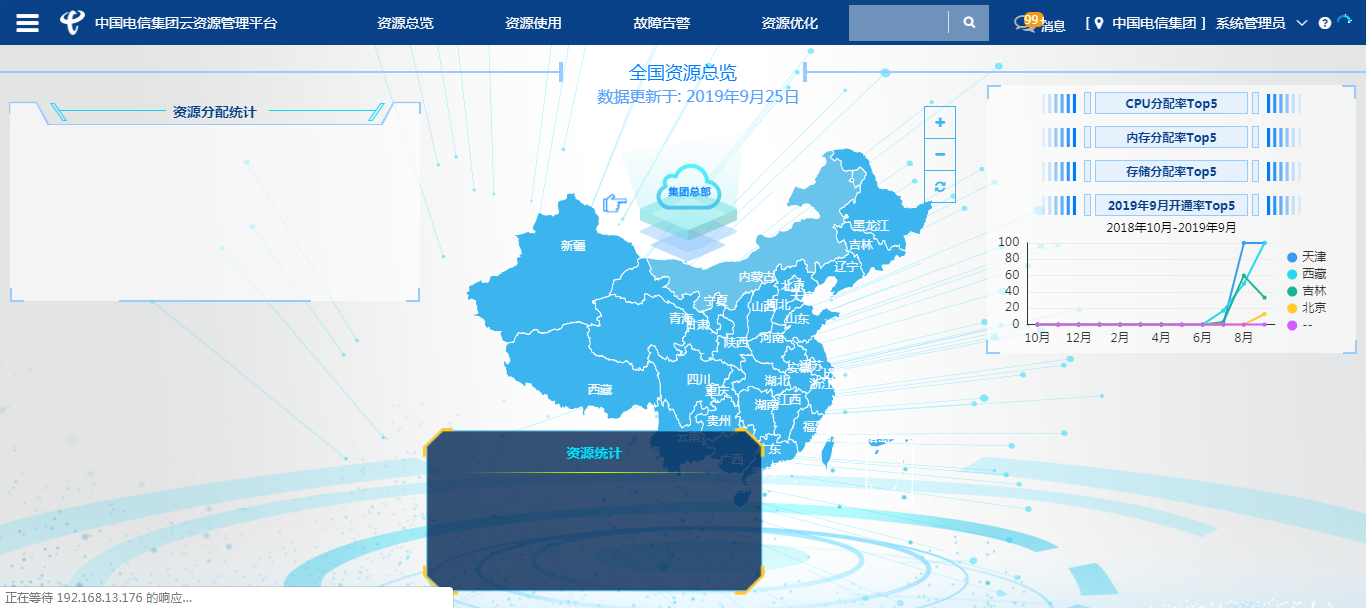 中国电信集团云资源管理平台 资源总览 资源使用 故障告警 资源优化 99+ 消息 [ 中国电信集团 ] 系统管理员
全国资源总览
数据更新于: 2019年9月25日
资源分配统计
CPU分配率Top5
内存分配率Top5
存储分配率Top5
2019年9月开通率Top5
2018年10月-2019年9月
100
80
60
40
20
0
10月 12月 2月 4月 6月 8月
天津
西藏
吉林
北京
--
集团总部
黑龙江
新疆
吉林
辽宁
内蒙古
北京
宁夏
山西
河北
青海
甘肃
山东
陕西
河南
四川
湖北
安徽
西藏
重庆
湖南
江西
贵州
云南
广西
资源统计
正在等待 192.168.13.176 的响应...